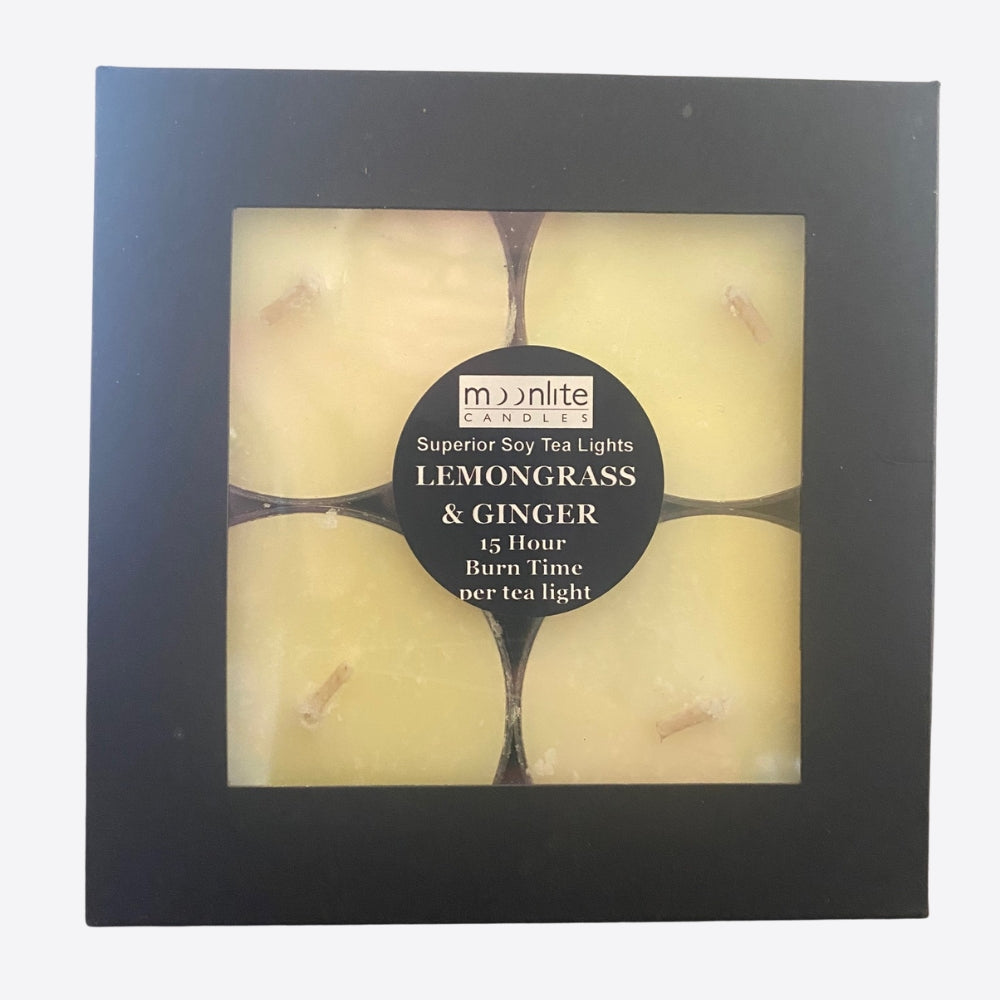 moonlite
CANDLES
Superior Soy Tea Lights
LEMONGRASS
& GINGER
15 Hour
Burn Time
per tea light